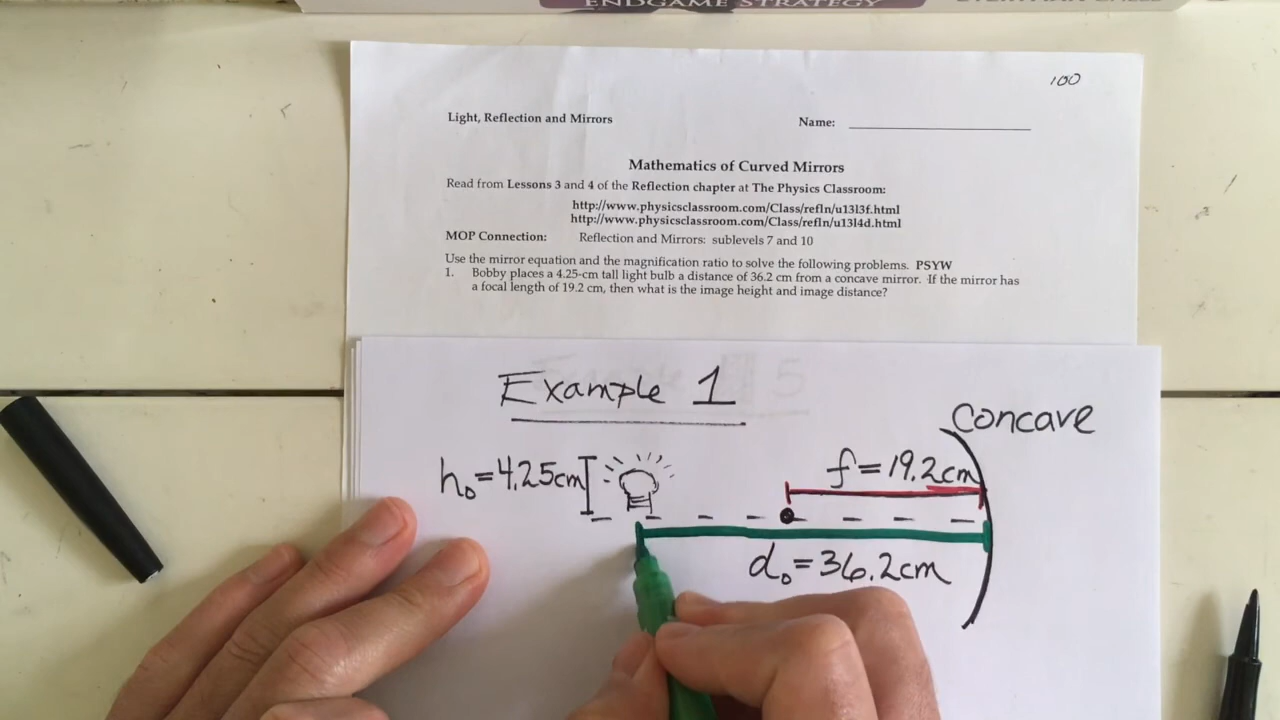 ENDGAME STRATEGY
100
Light, Reflection and Mirrors
Name:
Mathematics of Curved Mirrors
Read from Lessons 3 and 4 of the Reflection chapter at The Physics Classroom:
http://www.physicsclassroom.com/Class/refln/u13l3f.html
http://www.physicsclassroom.com/Class/refln/u13l4d.html
MOP Connection: Reflection and Mirrors: sublevels 7 and 10
Use the mirror equation and the magnification ratio to solve the following problems. PSYW
1. Bobby places a 4.25-cm tall light bulb a distance of 36.2 cm from a concave mirror. If the mirror has
a focal length of 19.2 cm, then what is the image height and image distance?
Example 1
Concave
f=19.2cm
h₀=4.25cm
d₀=36.2cm